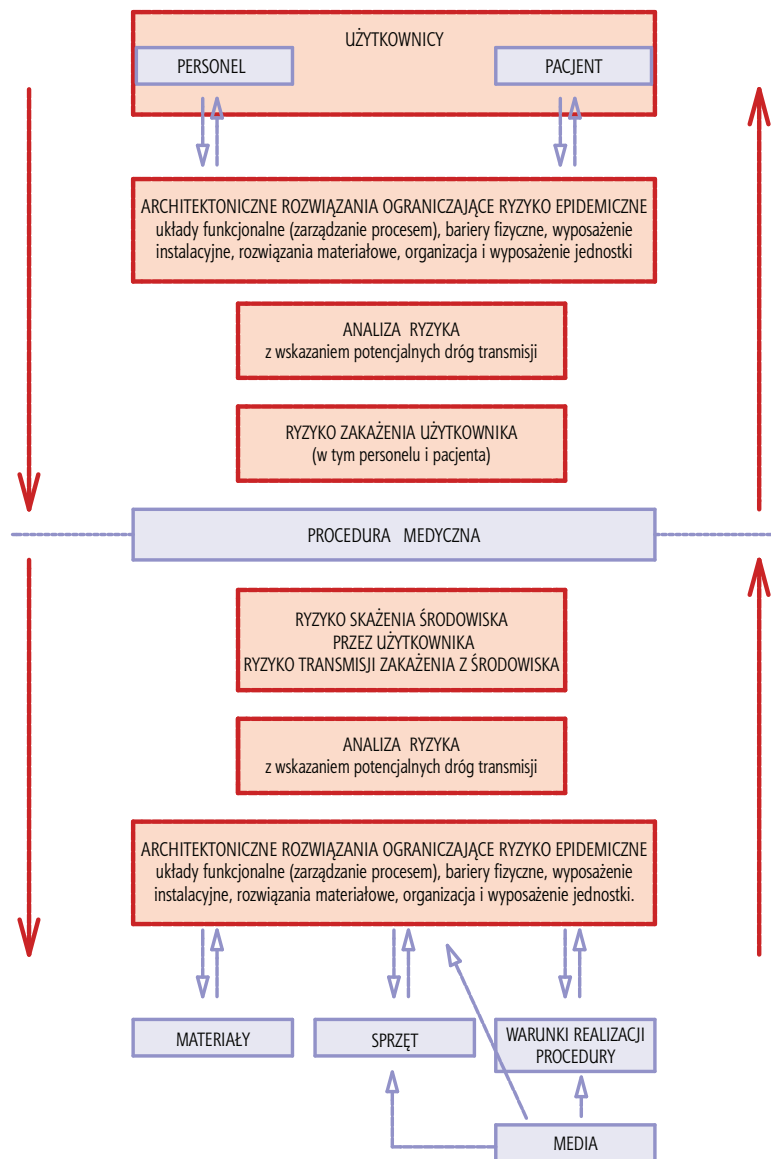 UŻYTKOWNICY
PERSONEL
PACJENT
ARCHITEKTONICZNE ROZWIĄZANIA OGRANICZAJĄCE RYZYKO EPIDEMICZNE
układy funkcjonalne (zarządzanie procesem), bariery fizyczne, wyposażenie
instalacyjne, rozwiązania materiałowe, organizacja i wyposażenie jednostki
ANALIZA RYZYKA
z wskazaniem potencjalnych dróg transmisji
RYZYKO ZAKAŻENIA UŻYTKOWNIKA
(w tym personelu i pacjenta)
PROCEDURA MEDYCZNA
RYZYKO SKAŻENIA ŚRODOWISKA
PRZEZ UŻYTKOWNIKA
RYZYKO TRANSMISJI ZAKAŻENIA Z ŚRODOWISKA
ANALIZA RYZYKA
z wskazaniem potencjalnych dróg transmisji
ARCHITEKTONICZNE ROZWIĄZANIA OGRANICZAJĄCE RYZYKO EPIDEMICZNE
układy funkcjonalne (zarządzanie procesem), bariery fizyczne, wyposażenie
instalacyjne, rozwiązania materiałowe, organizacja i wyposażenie jednostki.
MATERIAŁY
SPRZĘT
WARUNKI REALIZACJI
PROCEDURY
MEDIA